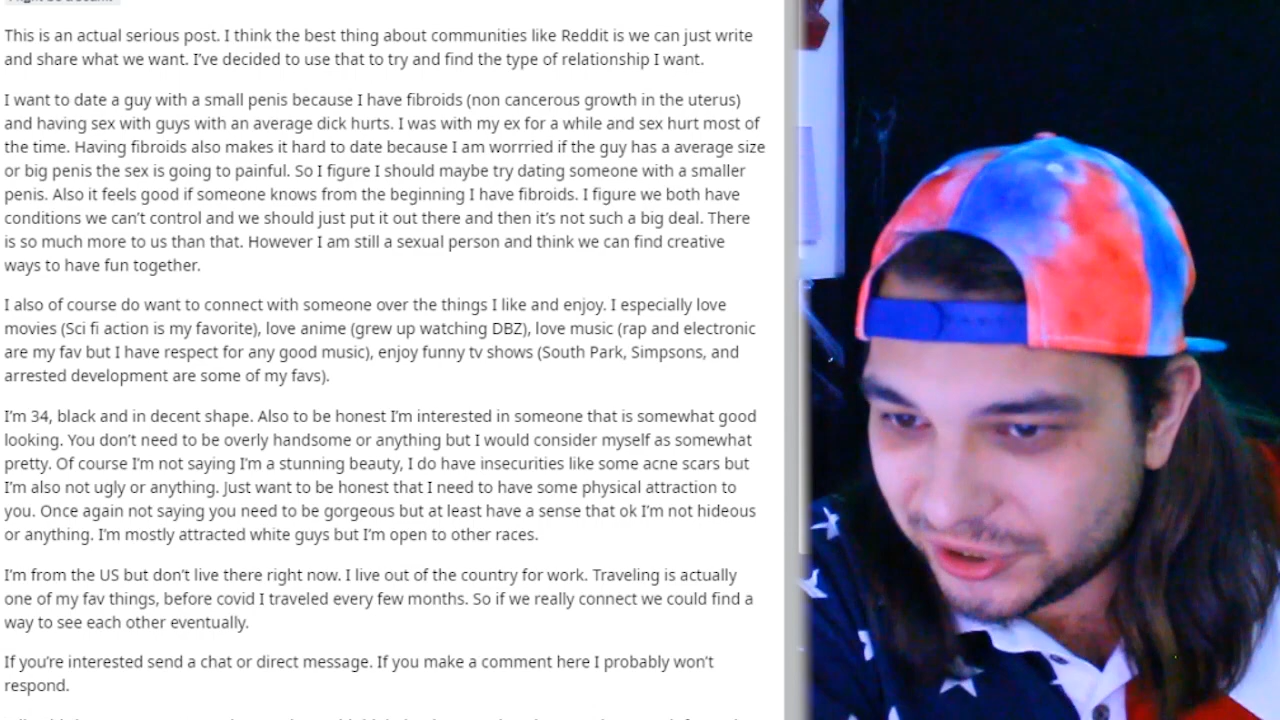 This is an actual serious post. I think the best thing about communities like Reddit is we can just write
and share what we want. I've decided to use that to try and find the type of relationship I want.
I want to date a guy with a small penis because I have fibroids (non cancerous growth in the uterus)
and having sex with guys with an average dick hurts. I was with my ex for a while and sex hurt most of
the time. Having fibroids also makes it hard to date because I am worrried if the guy has a average size
or big penis the sex is going to painful. So I figure I should maybe try dating someone with a smaller
penis. Also it feels good if someone knows from the beginning I have fibroids. I figure we both have
conditions we can't control and we should just put it out there and then it's not such a big deal. There
is so much more to us than that. However I am still a sexual person and think we can find creative
ways to have fun together.
I also of course do want to connect with someone over the things I like and enjoy. I especially love
movies (Sci fi action is my favorite), love anime (grew up watching DBZ), love music (rap and electronic
are my fav but I have respect for any good music), enjoy funny tv shows (South Park, Simpsons, and
arrested development are some of my favs).
I'm 34, black and in decent shape. Also to be honest I'm interested in someone that is somewhat good
looking. You don't need to be overly handsome or anything but I would consider myself as somewhat
pretty. Of course I'm not saying I'm a stunning beauty, I do have insecurities like some acne scars but
I'm also not ugly or anything. Just want to be honest that I need to have some physical attraction to
you. Once again not saying you need to be gorgeous but at least have a sense that ok I'm not hideous
or anything. I'm mostly attracted white guys but I'm open to other races.
I'm from the US but don't live there right now. I live out of the country for work. Traveling is actually
one of my fav things, before covid I traveled every few months. So if we really connect we could find a
way to see each other eventually.
If you're interested send a chat or direct message. If you make a comment here I probably won't
respond.